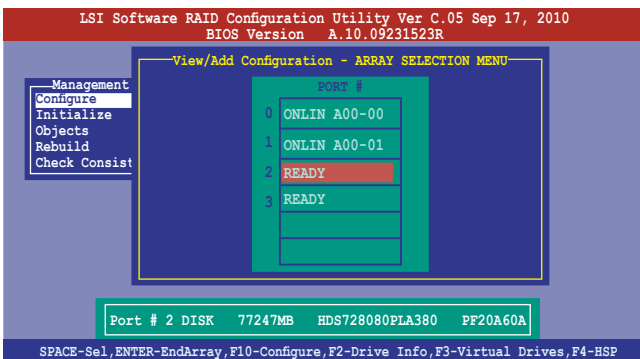 LSI Software RAID Configuration Utility Ver C.05 Sep 17, 2010
BIOS Version A.10.09231523R
View/Add Configuration - ARRAY SELECTION MENU
Management
Configure
Initialize
Objects
Rebuild
Check Consist
PORT #
0 ONLIN A00-00
1 ONLIN A00-01
2 READY
3 READY
Port # 2 DISK 77247MB HDS728080PLA380 PF20A60A
SPACE-Sel,ENTER-EndArray,F10-Configure,F2-Drive Info,F3-Virtual Drives,F4-HSP